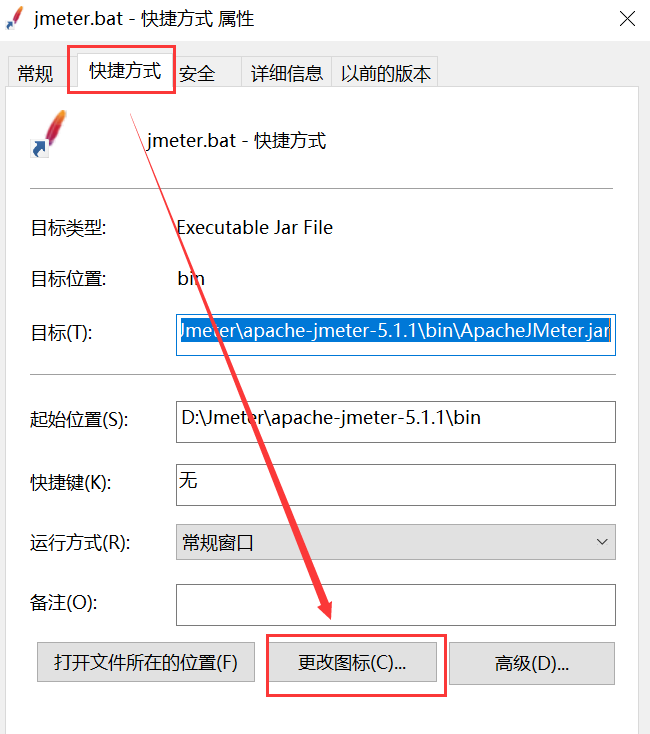 jmeter.bat - 快捷方式 属性
常规 快捷方式 安全 详细信息 以前的版本
jmeter.bat - 快捷方式
目标类型: Executable Jar File
目标位置: bin
目标(T): Jmeter\apache-jmeter-5.1.1\bin\ApacheJMeter.jar
起始位置(S): D:\Jmeter\apache-jmeter-5.1.1\bin
快捷键(K): 无
运行方式(R): 常规窗口
备注(O):
打开文件所在的位置(F) 更改图标(C)... 高级(D)...